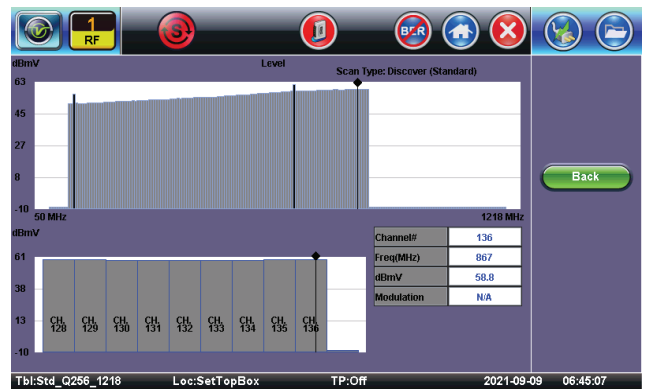 1
RF
S
BER
dBmV
Level
Scan Type: Discover (Standard)
63
45
27
8
-10
50 MHz
1218 MHz
Back
dBmV
61
38
13
-10
CH, 128
CH, 129
CH, 130
CH, 131
CH, 132
CH, 133
CH, 134
CH, 135
CH, 136
Channel# 136
Freq(MHz) 867
dBmV 58.8
Modulation N/A
Tbl:Std_Q256_1218 Loc:SetTopBox TP:Off 2021-09-09 06:45:07